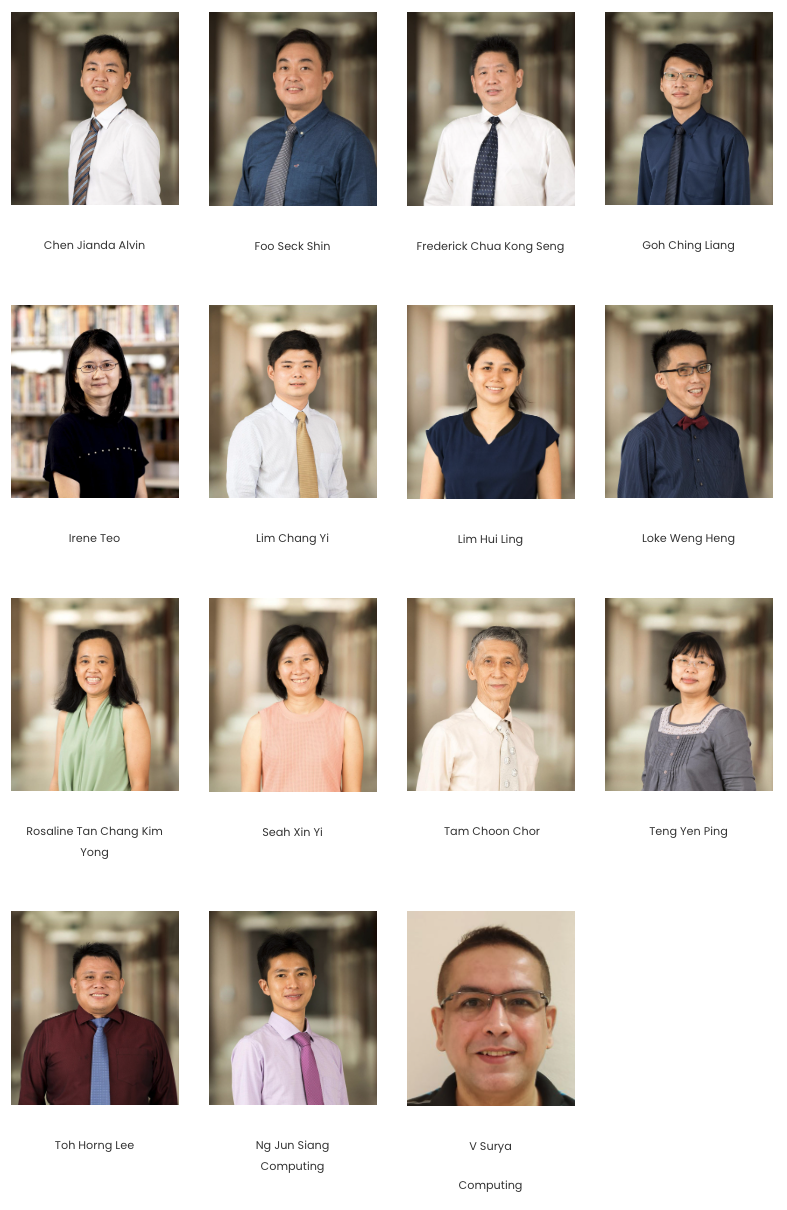 Chen Jianda Alvin
Foo Seck Shin
Frederick Chua Kong Seng
Goh Ching Liang
Irene Teo
Lim Chang Yi
Lim Hui Ling
Loke Weng Heng
Rosaline Tan Chang Kim
Yong
Seah Xin Yi
Tam Choon Chor
Teng Yen Ping
Toh Horng Lee
Ng Jun Siang
Computing
V Surya
Computing